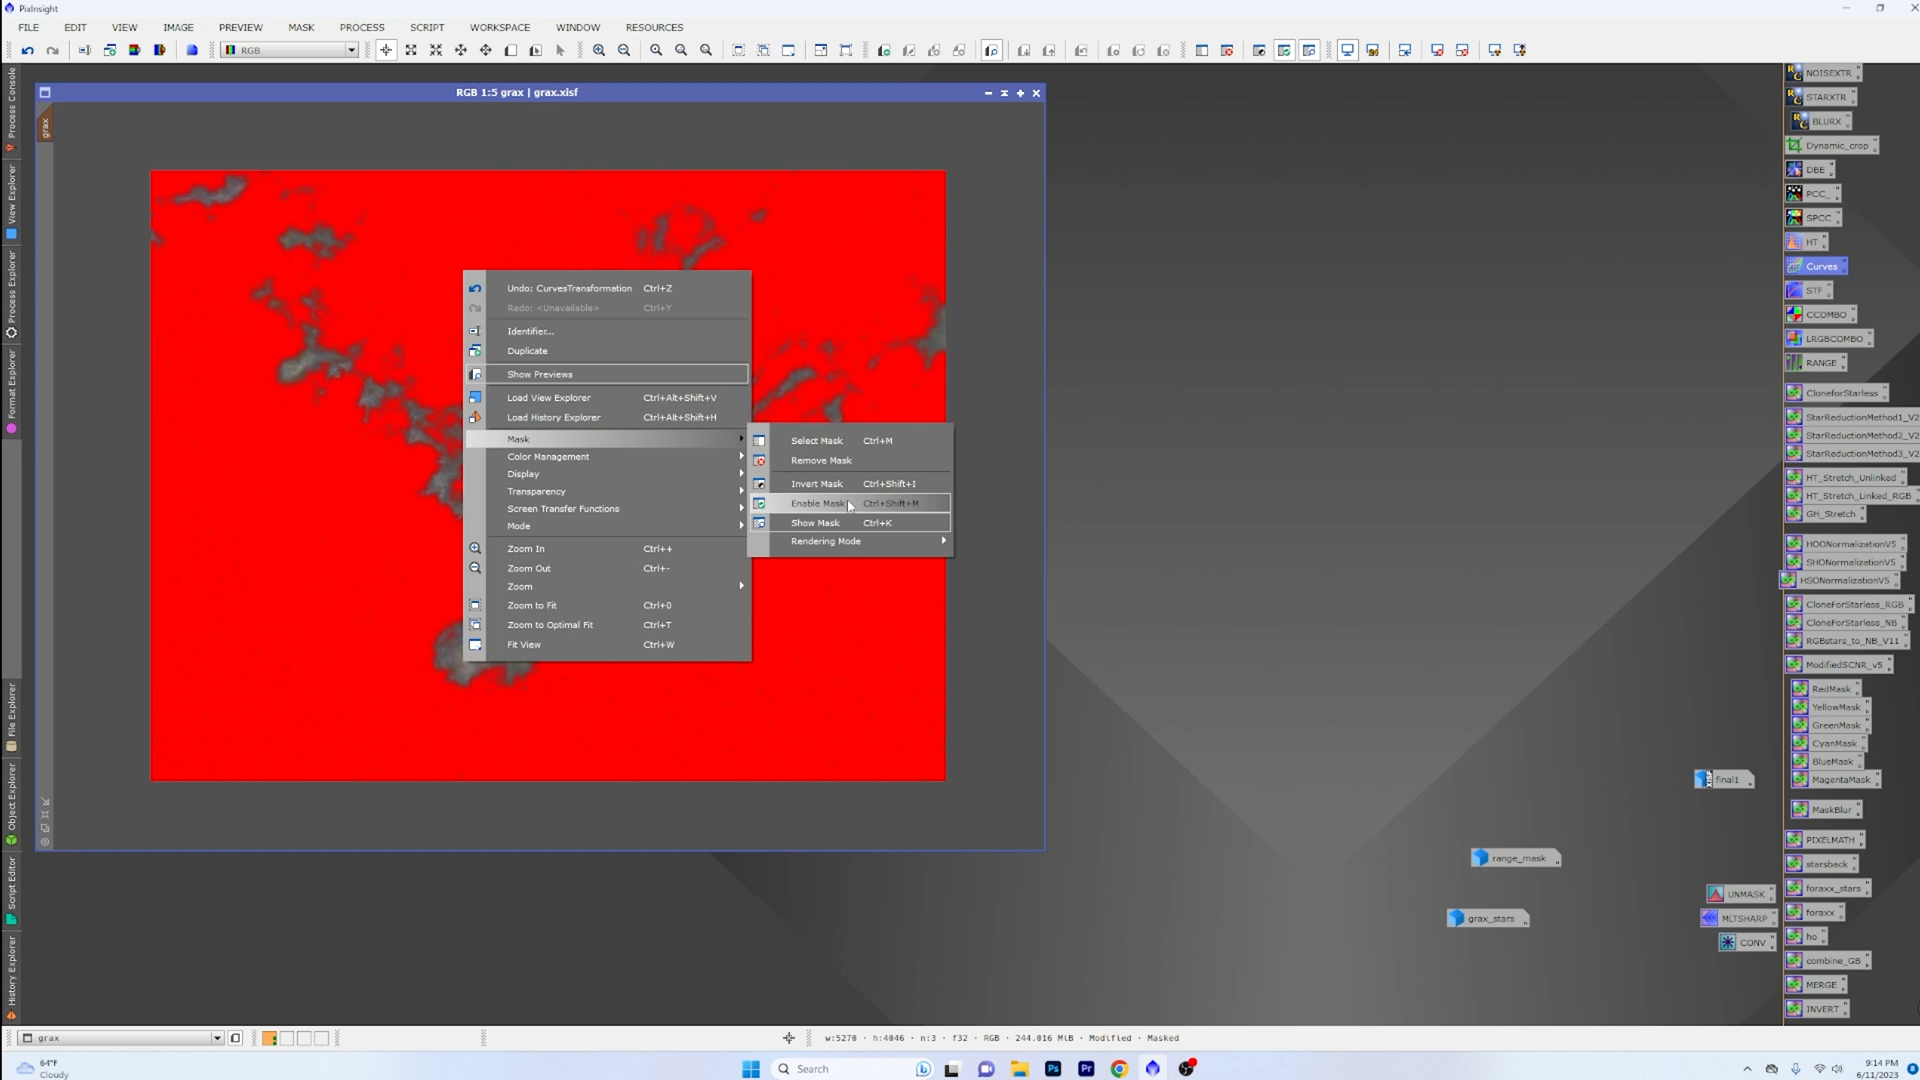 PixInsight
FILE EDIT VIEW IMAGE PREVIEW MASK PROCESS SCRIPT WORKSPACE WINDOW RESOURCES
RGB
RGB 1:5 grax | grax.xisf
grax
Process Console
View Explorer
Process Explorer
Format Explorer
File Explorer
Object Explorer
Script Editor
History Explorer
Undo: CurvesTransformation Ctrl+Z
Redo: <Unavailable> Ctrl+Y
Identifier...
Duplicate
Show Previews
Load View Explorer Ctrl+Alt+Shift+V
Load History Explorer Ctrl+Alt+Shift+H
Mask
Color Management
Display
Transparency
Screen Transfer Functions
Mode
Zoom In Ctrl++
Zoom Out Ctrl+-
Zoom
Zoom to Fit Ctrl+0
Zoom to Optimal Fit Ctrl+T
Fit View Ctrl+W
Select Mask Ctrl+M
Remove Mask
Invert Mask Ctrl+Shift+I
Enable Mask Ctrl+Shift+M
Show Mask Ctrl+K
Rendering Mode
NOISEXTR
STARXTR
BLURX
Dynamic_crop
DBE
PCC_
SPCC
HT
Curves
STF
CCOMBO
LRGBCOMBO
RANGE
CloneforStarless
StarReductionMethod1_V2
StarReductionMethod2_V2
StarReductionMethod3_V2
HT_Stretch_Unlinked
HT_Stretch_Linked_RGB
GH_Stretch
HOONormalizationV5
SHONormalizationV5
HSONormalizationV5
CloneForStarless_RGB
CloneForStarless_NB
RGBstars_to_NB_V11
ModifiedSCNR_v5
RedMask
YellowMask
GreenMask
CyanMask
BlueMask
MagentaMask
MaskBlur
PIXELMATH
starsback
foraxx_stars
foraxx
ho
combine_GB
MERGE
INVERT
final1
range_mask
grax_stars
UNMASK
MLTSHARP
CONV
grax
w:5270 · h:4046 · n:3 · f32 · RGB · 244.016 MiB · Modified · Masked
64°F
Cloudy
Search
9:14 PM
6/11/2023